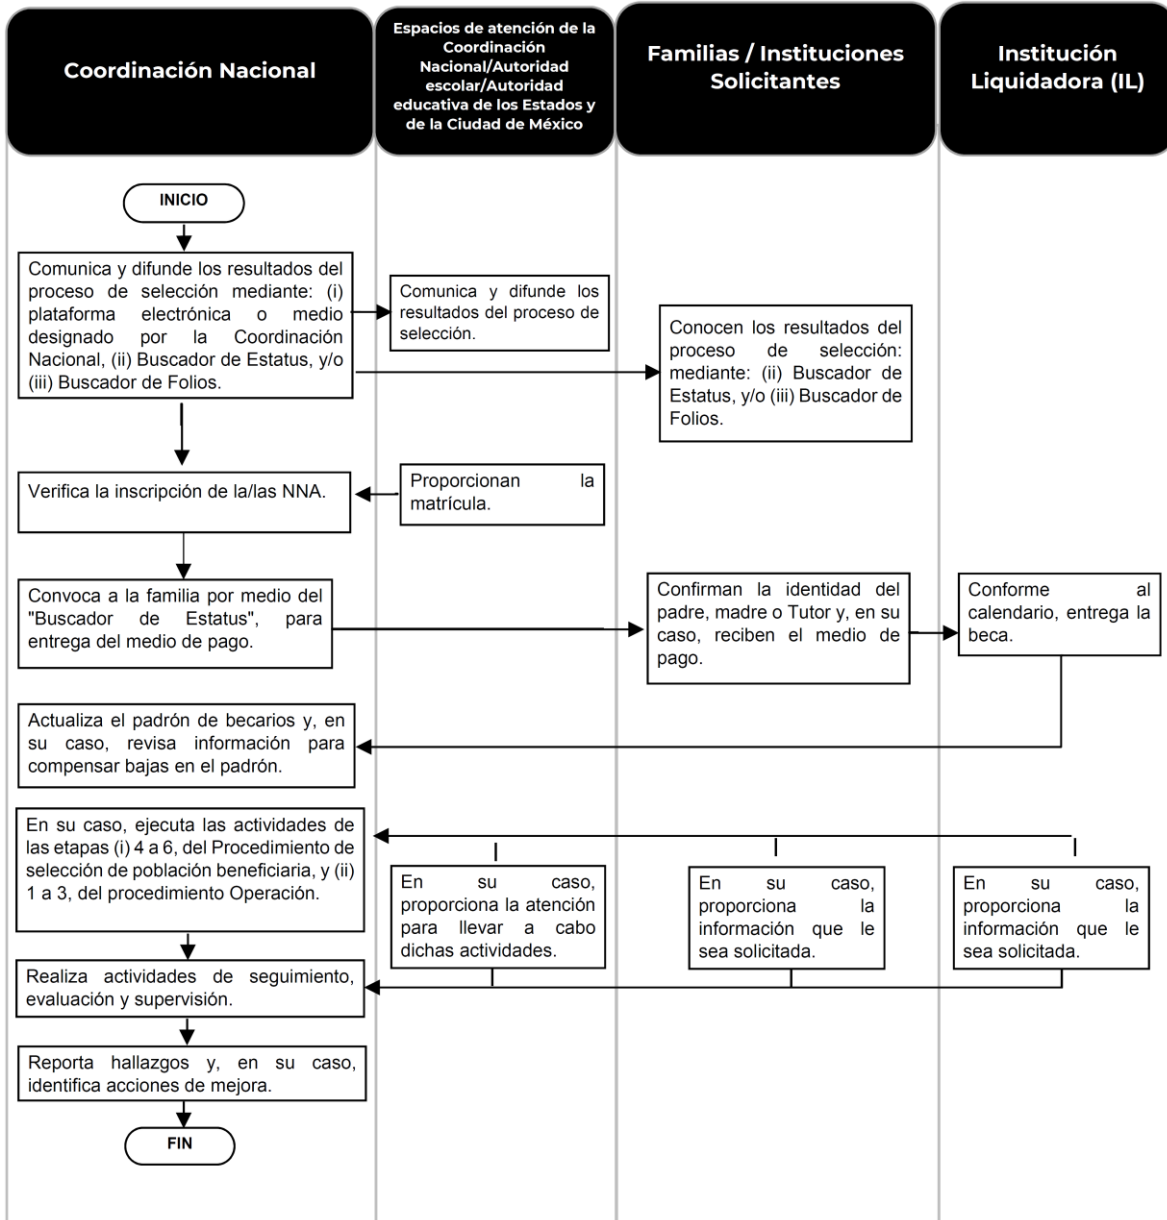 Coordinación Nacional
Espacios de atención de la
Coordinación
Nacional/Autoridad
escolar/Autoridad
educativa de los Estados y
de la Ciudad de México
Familias / Instituciones
Solicitantes
Institución
Liquidadora (IL)
INICIO
Comunica y difunde los resultados del
proceso de selección mediante: (i)
plataforma electrónica o medio
designado por la Coordinación
Nacional, (ii) Buscador de Estatus, y/o
(iii) Buscador de Folios.
Comunica y difunde los
resultados del proceso de
selección.
Conocen los resultados del
proceso de selección:
mediante: (ii) Buscador de
Estatus, y/o (iii) Buscador de
Folios.
Verifica la inscripción de la/las NNA.
Proporcionan la
matrícula.
Convoca a la familia por medio del
"Buscador de Estatus", para
entrega del medio de pago.
Confirman la identidad del
padre, madre o Tutor y, en su
caso, reciben el medio de
pago.
Conforme al
calendario, entrega la
beca.
Actualiza el padrón de becarios y, en
su caso, revisa información para
compensar bajas en el padrón.
En su caso, ejecuta las actividades de
las etapas (i) 4 a 6, del Procedimiento de
selección de población beneficiaria, y (ii)
1 a 3, del procedimiento Operación.
En su caso,
proporciona la atención
para llevar a cabo
dichas actividades.
En su caso,
proporciona la
información que le
sea solicitada.
En su caso,
proporciona la
información que le
sea solicitada.
Realiza actividades de seguimiento,
evaluación y supervisión.
Reporta hallazgos y, en su caso,
identifica acciones de mejora.
FIN